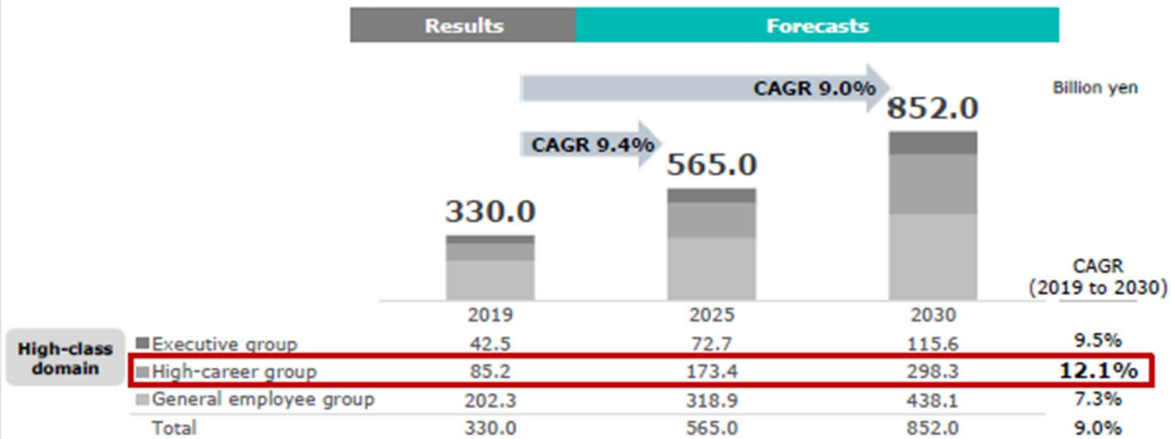 Results Forecasts
CAGR 9.0% Billion yen
852.0
CAGR 9.4%
565.0
330.0
CAGR
(2019 to 2030)
2019 2025 2030
High-class
domain
Executive group 42.5 72.7 115.6 9.5%
High-career group 85.2 173.4 298.3 12.1%
General employee group 202.3 318.9 438.1 7.3%
Total 330.0 565.0 852.0 9.0%